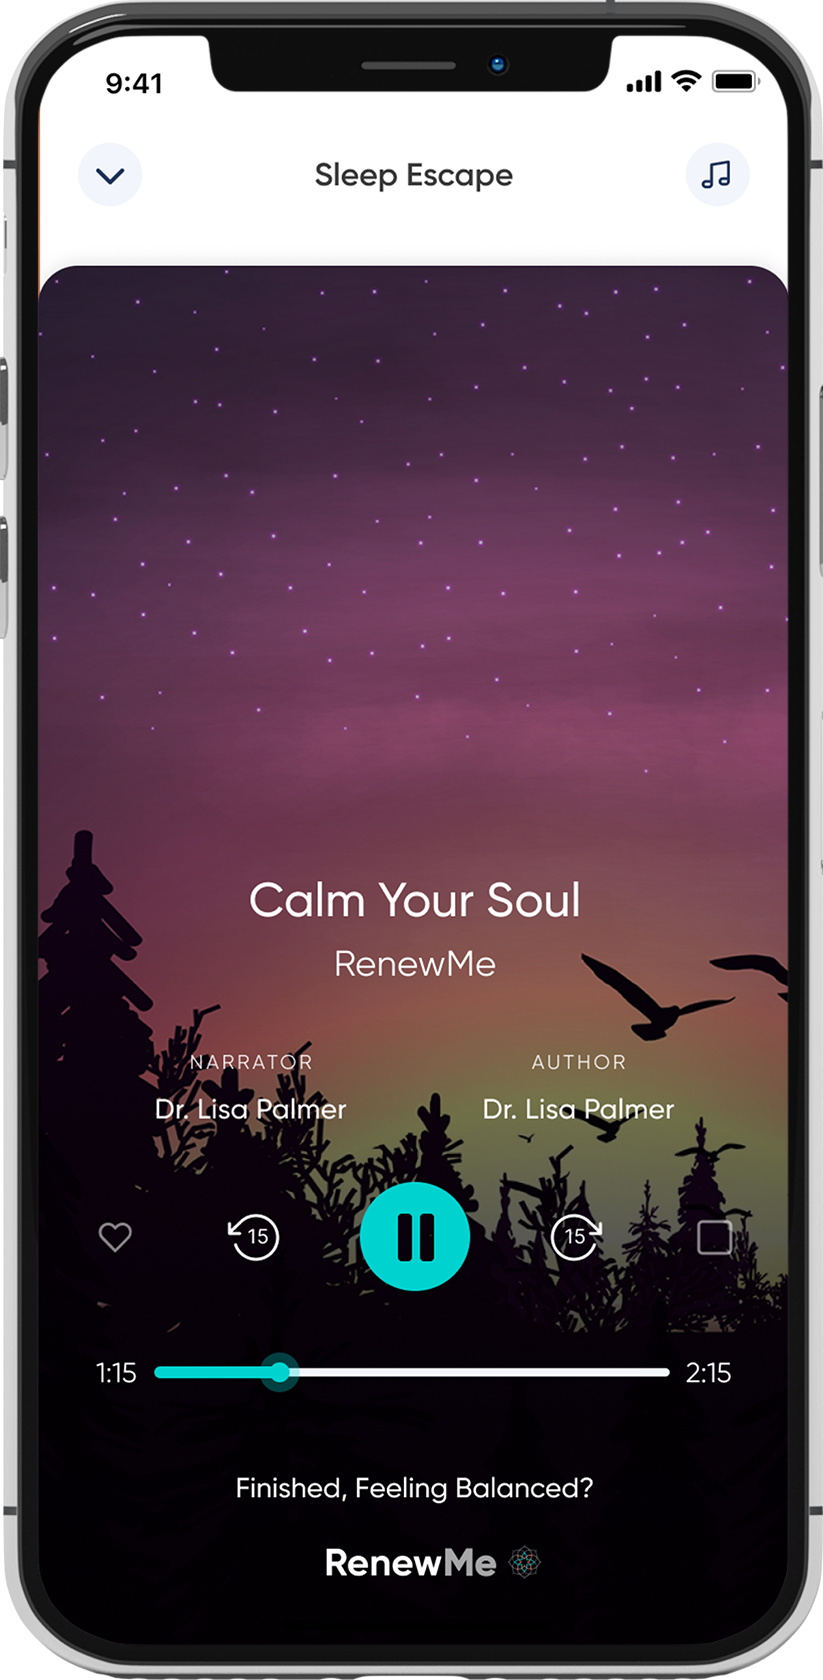 9:41
Sleep Escape
Calm Your Soul
RenewMe
NARRATOR AUTHOR
Dr. Lisa Palmer Dr. Lisa Palmer
15 15
1:15 2:15
Finished, Feeling Balanced?
RenewMe